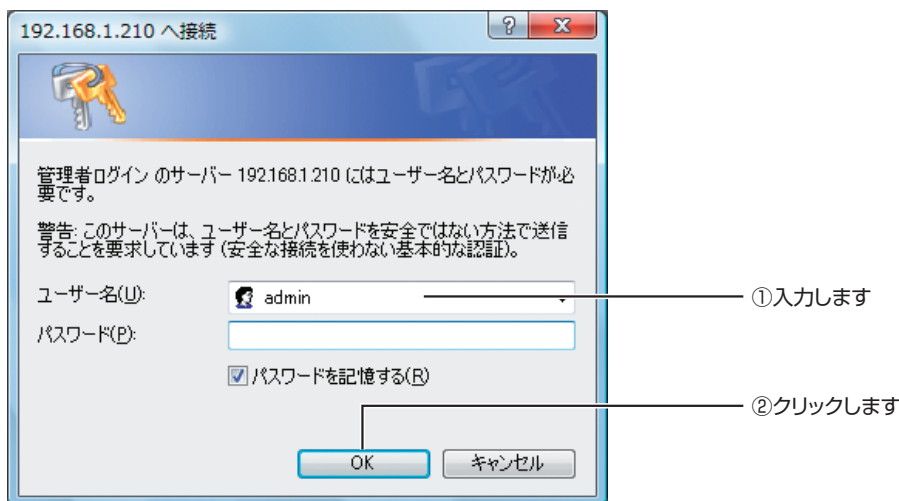 192.168.1.210 へ接続
管理者ログイン のサーバー 192.168.1.210 にはユーザー名とパスワードが必
要です。
警告: このサーバーは、ユーザー名とパスワードを安全ではない方法で送信
することを要求しています (安全な接続を使わない基本的な認証)。
ユーザー名(U):
admin
①入力します
パスワード(P):
パスワードを記憶する(R)
②クリックします
OK
キャンセル